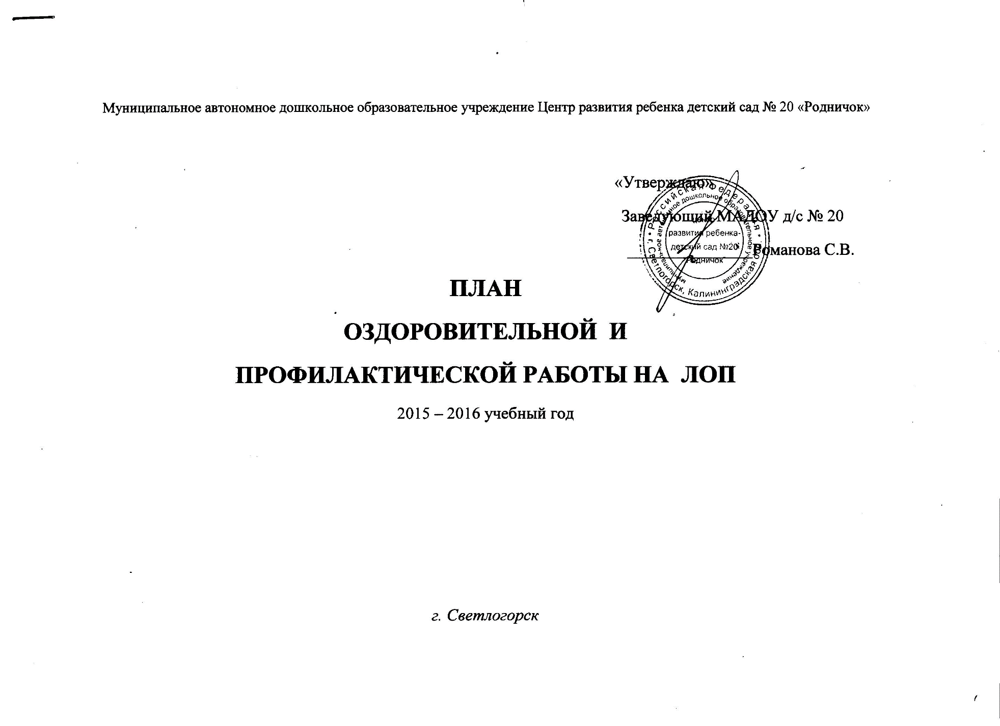 Муниципальное автономное дошкольное образовательное учреждение Центр развития ребенка детский сад № 20 «Родничок»
«Утверждаю»
Заведующий МАДОУ д/с № 20
Романова С.В.
• Российская Федерация •
г. Светлогорск, Калининградская обл.
Муниципальное автономное дошкольное образовательное учреждение
развития ребенка-
детский сад №20
Родничок
ПЛАН
ОЗДОРОВИТЕЛЬНОЙ И
ПРОФИЛАКТИЧЕСКОЙ РАБОТЫ НА ЛОП
2015 – 2016 учебный год
г. Светлогорск